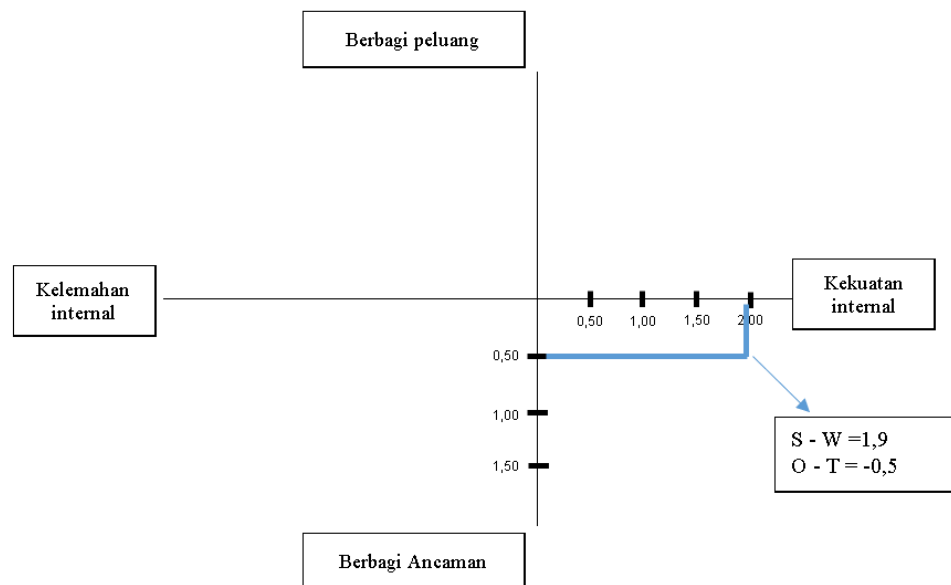 Berbagi peluang
Kelemahan
internal
Kekuatan
internal
0,50
1,00
1,50
2,00
0,50
1,00
1,50
S - W =1,9
O - T = -0,5
Berbagi Ancaman